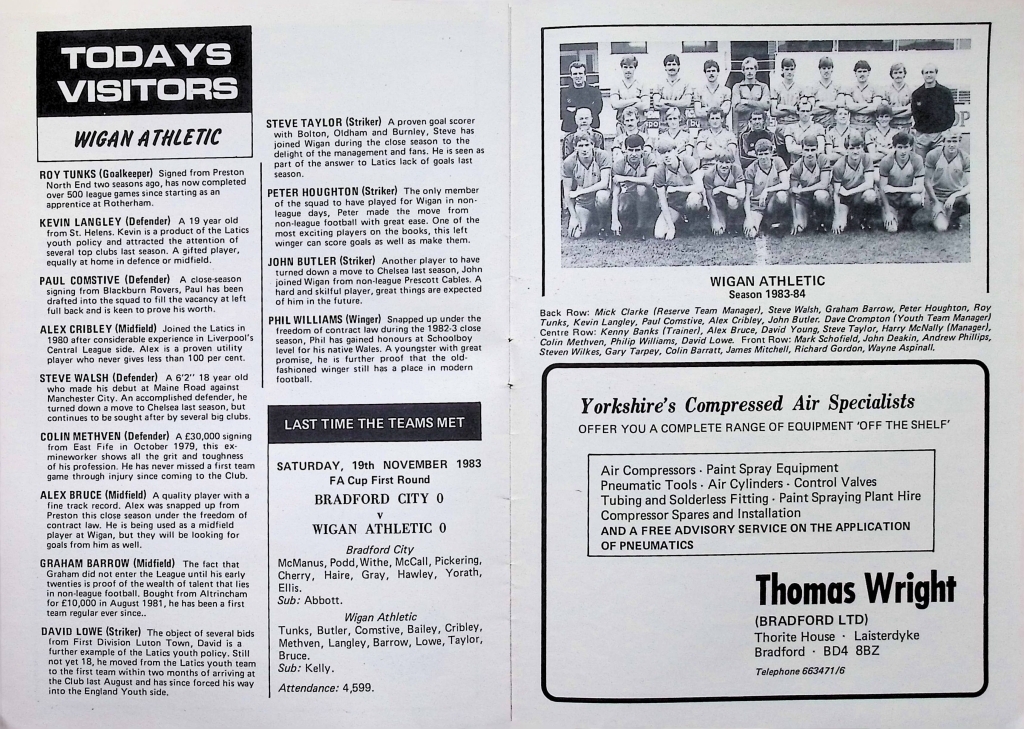 TODAYS
VISITORS
WIGAN ATHLETIC
ROY TUNKS (Goalkeeper) Signed from Preston
North End two seasons ago, has now completed
over 500 league games since starting as an
apprentice at Rotherham.
KEVIN LANGLEY (Defender) A 19 year old
from St. Helens. Kevin is a product of the Latics
youth policy and attracted the attention of
several top clubs last season. A gifted player,
equally at home in defence or midfield.
PAUL COMSTIVE (Defender) A close-season
signing from Blackburn Rovers, Paul has been
drafted into the squad to fill the vacancy at left
full back and is keen to prove his worth.
ALEX CRIBLEY (Midfield) Joined the Latics in
1980 after considerable experience in Liverpool's
Central League side. Alex is a proven utility
player who never gives less than 100 per cent.
STEVE WALSH (Defender) A 6'2" 18 year old
who made his debut at Maine Road against
Manchester City. An accomplished defender, he
turned down a move to Chelsea last season, but
continues to be sought after by several big clubs.
COLIN METHVEN (Defender) A £30,000 signing
from East Fife in October 1979, this ex-
mineworker shows all the grit and toughness
of his profession. He has never missed a first team
game through injury since coming to the Club.
ALEX BRUCE (Midfield) A quality player with a
fine track record. Alex was snapped up from
Preston this close season under the freedom of
contract law. He is being used as a midfield
player at Wigan, but they will be looking for
goals from him as well.
GRAHAM BARROW (Midfield) The fact that
Graham did not enter the League until his early
twenties is proof of the wealth of talent that lies
in non-league football. Bought from Altrincham
for £10,000 in August 1981, he has been a first
team regular ever since..
DAVID LOWE (Striker) The object of several bids
from First Division Luton Town, David is a
further example of the Latics youth policy. Still
not yet 18, he moved from the Latics youth team
to the first team within two months of arriving at
the Club last August and has since forced his way
into the England Youth side.
STEVE TAYLOR (Striker) A proven goal scorer
with Bolton, Oldham and Burnley, Steve has
joined Wigan during the close season to the
delight of the management and fans. He is seen as
part of the answer to Latics lack of goals last
season.
PETER HOUGHTON (Striker) The only member
of the squad to have played for Wigan in non-
league days, Peter made the move from
non-league football with great ease. One of the
most exciting players on the books, this left
winger can score goals as well as make them.
JOHN BUTLER (Striker) Another player to have
turned down a move to Chelsea last season, John
joined Wigan from non-league Prescott Cables. A
hard and skilful player, great things are expected
of him in the future.
PHIL WILLIAMS (Winger) Snapped up under the
freedom of contract law during the 1982-3 close
season, Phil has gained honours at Schoolboy
level for his native Wales. A youngster with great
promise, he is further proof that the old-
fashioned winger still has a place in modern
football.
LAST TIME THE TEAMS MET
SATURDAY, 19th NOVEMBER 1983
FA Cup First Round
BRADFORD CITY 0
v
WIGAN ATHLETIC 0
Bradford City
McManus, Podd, Withe, McCall, Pickering,
Cherry, Haire, Gray, Hawley, Yorath,
Ellis.
Sub: Abbott.
Wigan Athletic
Tunks, Butler, Comstive, Bailey, Cribley,
Methven, Langley, Barrow, Lowe, Taylor,
Bruce.
Sub: Kelly.
Attendance: 4,599.
WIGAN ATHLETIC
Season 1983-84
Back Row: Mick Clarke (Reserve Team Manager), Steve Walsh, Graham Barrow, Peter Houghton, Roy
Tunks, Kevin Langley, Paul Comstive, Alex Cribley, John Butler. Dave Crompton (Youth Team Manager)
Centre Row: Kenny Banks (Trainer), Alex Bruce, David Young, Steve Taylor, Harry McNally (Manager),
Colin Methven, Philip Williams, David Lowe. Front Row: Mark Schofield, John Deakin, Andrew Phillips,
Steven Wilkes, Gary Tarpey, Colin Barratt, James Mitchell, Richard Gordon, Wayne Aspinall.
Yorkshire's Compressed Air Specialists
OFFER YOU A COMPLETE RANGE OF EQUIPMENT 'OFF THE SHELF'
Air Compressors · Paint Spray Equipment
Pneumatic Tools · Air Cylinders · Control Valves
Tubing and Solderless Fitting · Paint Spraying Plant Hire
Compressor Spares and Installation
AND A FREE ADVISORY SERVICE ON THE APPLICATION
OF PNEUMATICS
Thomas Wright
(BRADFORD LTD)
Thorite House · Laisterdyke
Bradford · BD4 8BZ
Telephone 663471/6